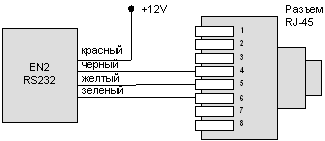 +12V
Разъем
RJ-45
EN2
RS232
красный
черный
желтый
зеленый
1
2
3
4
5
6
7
8